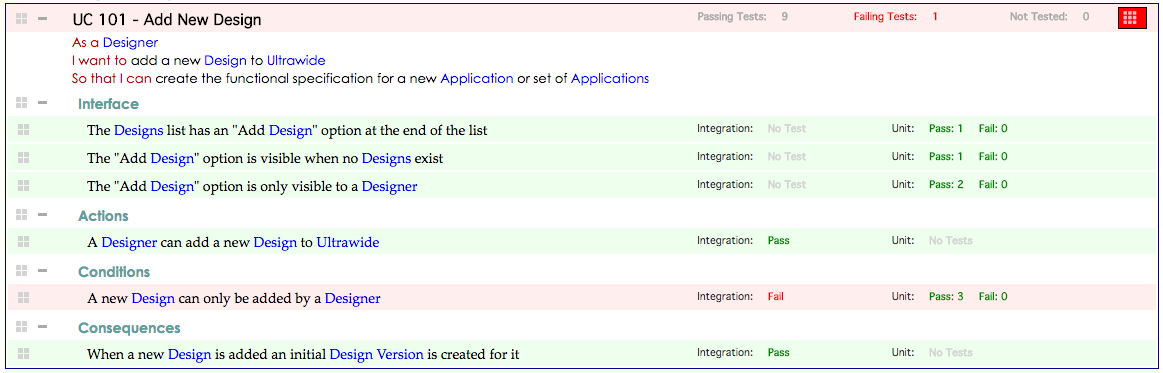 UC 101 - Add New Design Passing Tests: 9 Failing Tests: 1 Not Tested: 0
As a Designer
I want to add a new Design to Ultrawide
So that I can create the functional specification for a new Application or set of Applications
Interface
The Designs list has an "Add Design" option at the end of the list Integration: No Test Unit: Pass: 1 Fail: 0
The "Add Design" option is visible when no Designs exist Integration: No Test Unit: Pass: 1 Fail: 0
The "Add Design" option is only visible to a Designer Integration: No Test Unit: Pass: 2 Fail: 0
Actions
A Designer can add a new Design to Ultrawide Integration: Pass Unit: No Tests
Conditions
A new Design can only be added by a Designer Integration: Fail Unit: Pass: 3 Fail: 0
Consequences
When a new Design is added an initial Design Version is created for it Integration: Pass Unit: No Tests